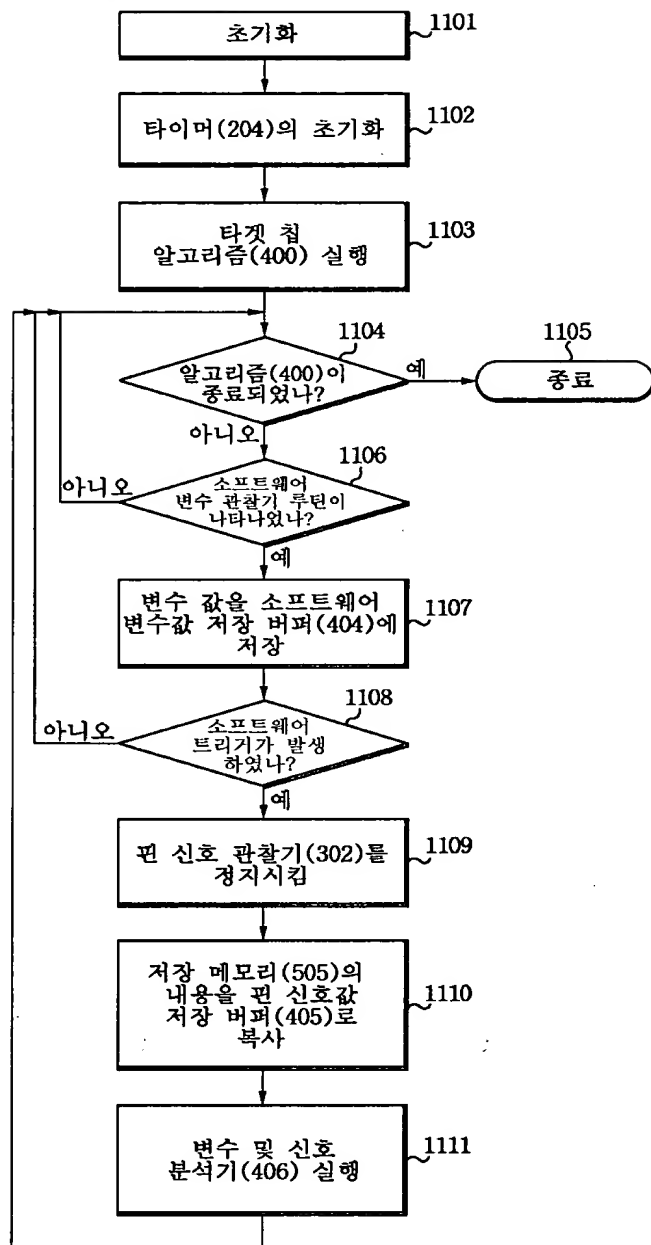 초기화
1101
타이머(204)의 초기화
1102
타겟 칩
알고리즘(400) 실행
1103
1104
알고리즘(400)이
종료되었나?
예
1105
종료
아니오
1106
아니오
소프트웨어
변수 관찰기 루틴이
나타나었나?
예
변수 값을 소프트웨어
변수값 저장 버퍼(404)에
저장
1107
1108
아니오
소프트웨어
트리거가 발생
하였나?
예
핀 신호 관찰기(302)를
정지시킴
1109
저장 메모리(505)의
내용을 핀 신호값
저장 버퍼(405)로
복사
1110
변수 및 신호
분석기(406) 실행
1111